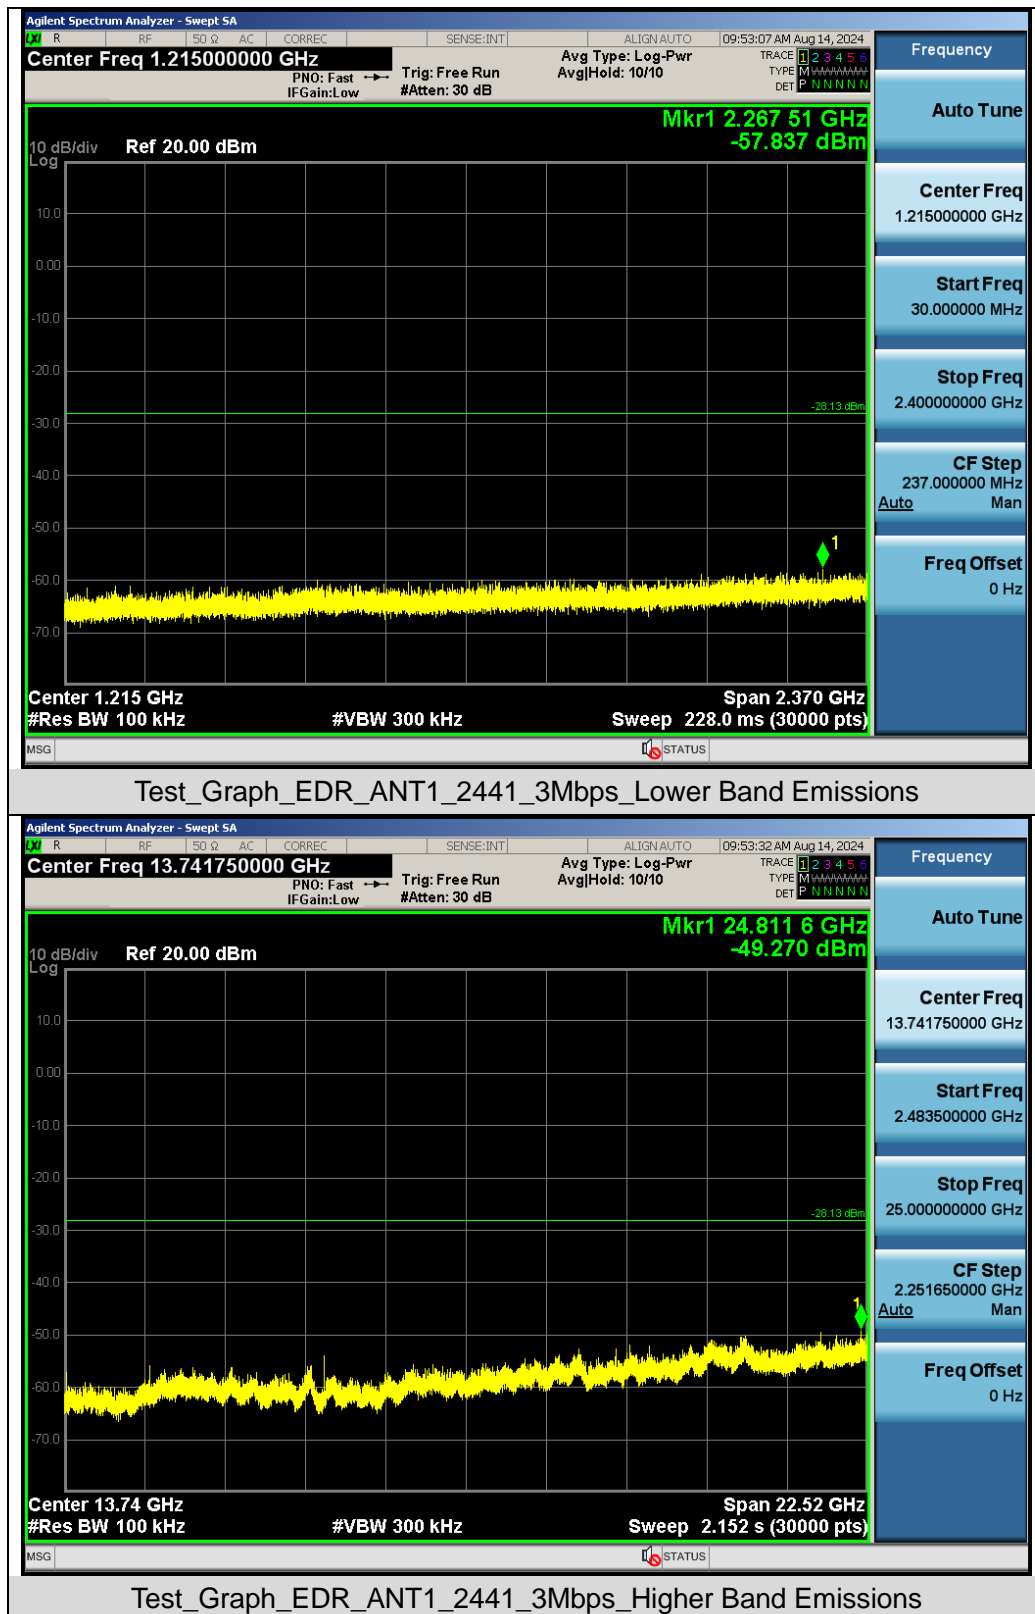 Agilent Spectrum Analyzer - Swept SA
LXI R RF 50 Ω AC CORREC SENSE:INT ALIGN AUTO 09:53:07 AM Aug 14, 2024
Center Freq 1.215000000 GHz
PNO: Fast
IFGain:Low
Trig: Free Run
#Atten: 30 dB
Avg Type: Log-Pwr
Avg|Hold: 10/10
TRACE 1 2 3 4 5 6
TYPE M
DET P N N N N N
Mkr1 2.267 51 GHz
-57.837 dBm
10 dB/div Ref 20.00 dBm
Log
10.0
0.00
-10.0
-20.0
-28.13 dBm
-30.0
-40.0
-50.0
1
-60.0
-70.0
Center 1.215 GHz Span 2.370 GHz
#Res BW 100 kHz #VBW 300 kHz Sweep 228.0 ms (30000 pts)
MSG STATUS
Frequency
Auto Tune
Center Freq
1.215000000 GHz
Start Freq
30.000000 MHz
Stop Freq
2.400000000 GHz
CF Step
237.000000 MHz
Auto Man
Freq Offset
0 Hz
Test_Graph_EDR_ANT1_2441_3Mbps_Lower Band Emissions
Agilent Spectrum Analyzer - Swept SA
LXI R RF 50 Ω AC CORREC SENSE:INT ALIGN AUTO 09:53:32 AM Aug 14, 2024
Center Freq 13.741750000 GHz
PNO: Fast
IFGain:Low
Trig: Free Run
#Atten: 30 dB
Avg Type: Log-Pwr
Avg|Hold: 10/10
TRACE 1 2 3 4 5 6
TYPE M
DET P N N N N N
Mkr1 24.811 6 GHz
-49.270 dBm
10 dB/div Ref 20.00 dBm
Log
10.0
0.00
-10.0
-20.0
-28.13 dBm
-30.0
-40.0
1
-50.0
-60.0
-70.0
Center 13.74 GHz Span 22.52 GHz
#Res BW 100 kHz #VBW 300 kHz Sweep 2.152 s (30000 pts)
MSG STATUS
Frequency
Auto Tune
Center Freq
13.741750000 GHz
Start Freq
2.483500000 GHz
Stop Freq
25.000000000 GHz
CF Step
2.251650000 GHz
Auto Man
Freq Offset
0 Hz
Test_Graph_EDR_ANT1_2441_3Mbps_Higher Band Emissions